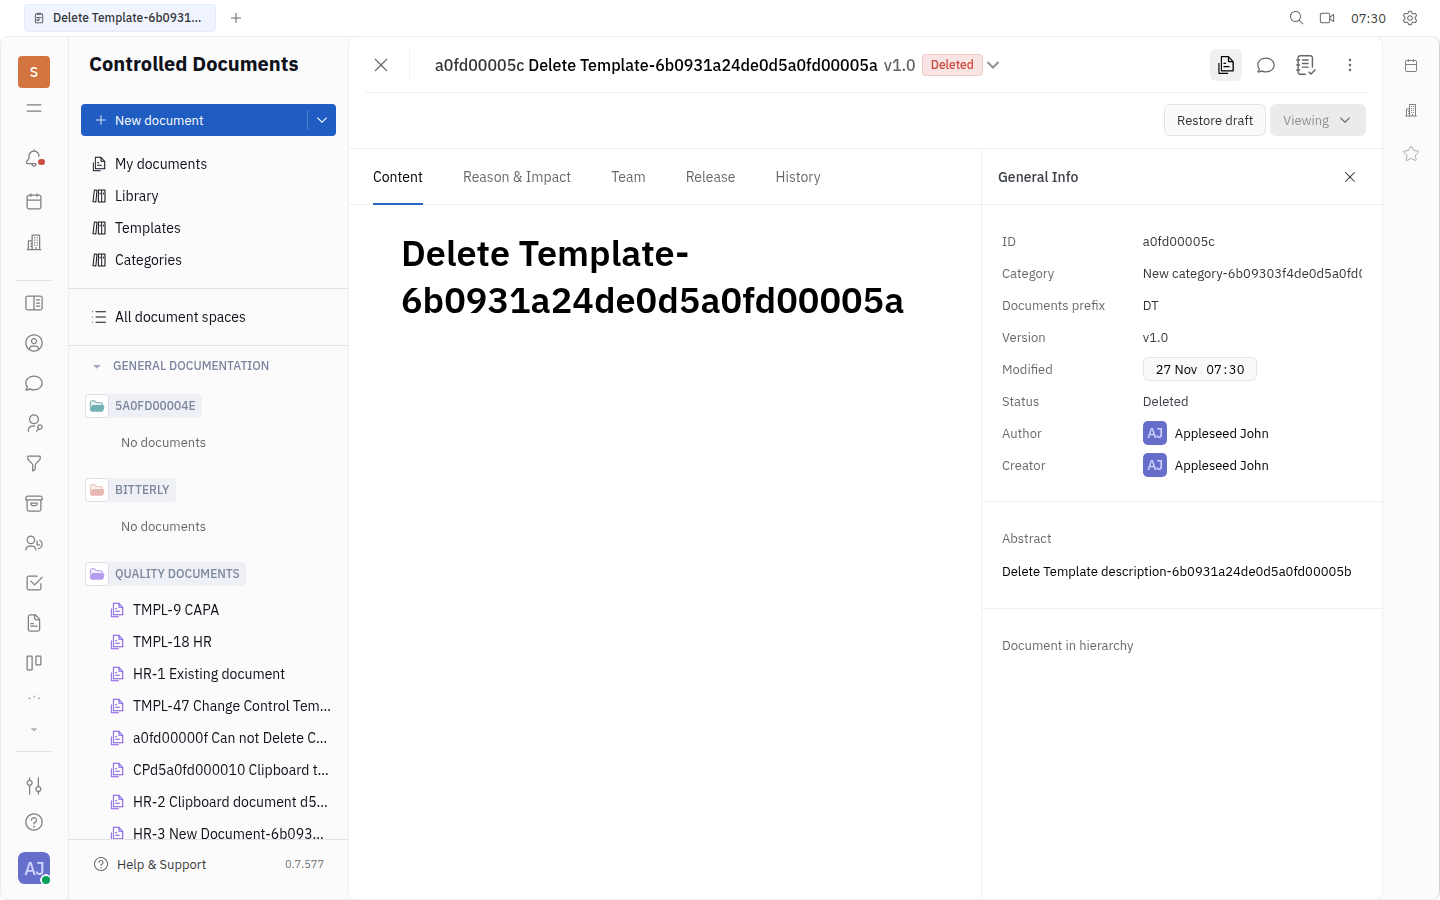 Delete Template-6b0931...
07:30
S
Controlled Documents
New document
My documents
Library
Templates
Categories
All document spaces
GENERAL DOCUMENTATION
5A0FD00004E
No documents
BITTERLY
No documents
QUALITY DOCUMENTS
TMPL-9 CAPA
TMPL-18 HR
HR-1 Existing document
TMPL-47 Change Control Tem...
a0fd00000f Can not Delete C...
CPd5a0fd000010 Clipboard t...
HR-2 Clipboard document d5...
HR-3 New Document-6b093...
Help & Support 0.7.577
AJ
a0fd00005c Delete Template-6b0931a24de0d5a0fd00005a v1.0 Deleted
Restore draft Viewing
Content Reason & Impact Team Release History
Delete Template-
6b0931a24de0d5a0fd00005a
General Info
ID a0fd00005c
Category New category-6b09303f4de0d5a0fd0
Documents prefix DT
Version v1.0
Modified 27 Nov 07:30
Status Deleted
Author AJ Appleseed John
Creator AJ Appleseed John
Abstract
Delete Template description-6b0931a24de0d5a0fd00005b
Document in hierarchy